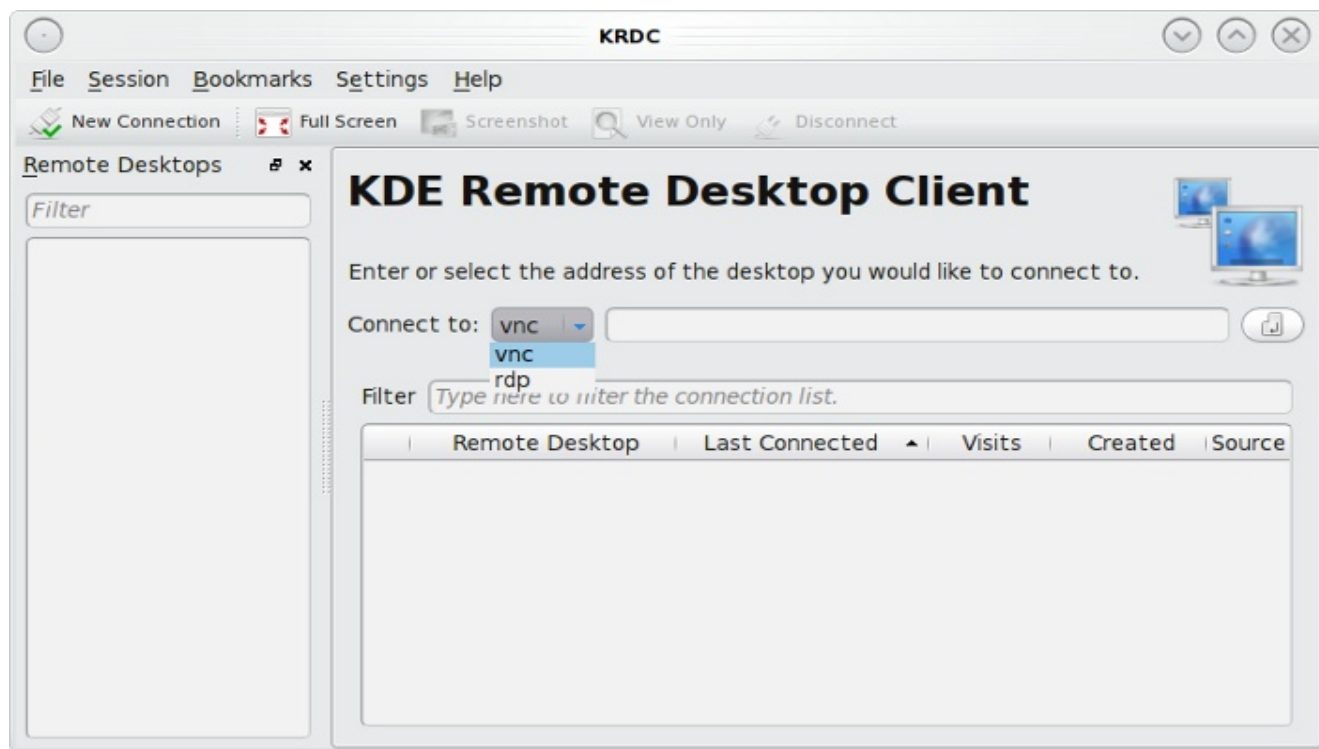 KRDC
File Session Bookmarks Settings Help
New Connection Full Screen Screenshot View Only Disconnect
Remote Desktops
Filter
KDE Remote Desktop Client
Enter or select the address of the desktop you would like to connect to.
Connect to: vnc
vnc
rdp
Filter Type here to filter the connection list.
Remote Desktop Last Connected Visits Created Source